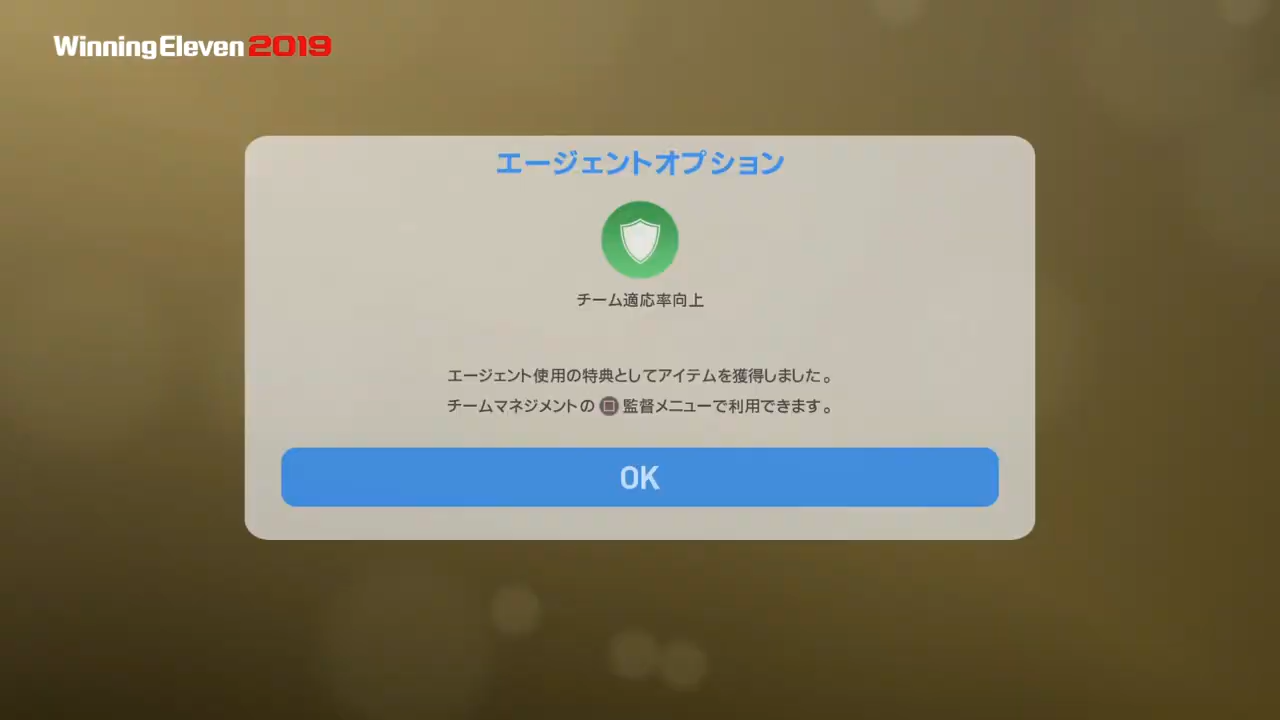 Winning Eleven 2019
エージェントオプション
チーム適応率向上
エージェント使用の特典としてアイテムを獲得しました。
チームマネジメントの 監督メニューで利用できます。
OK